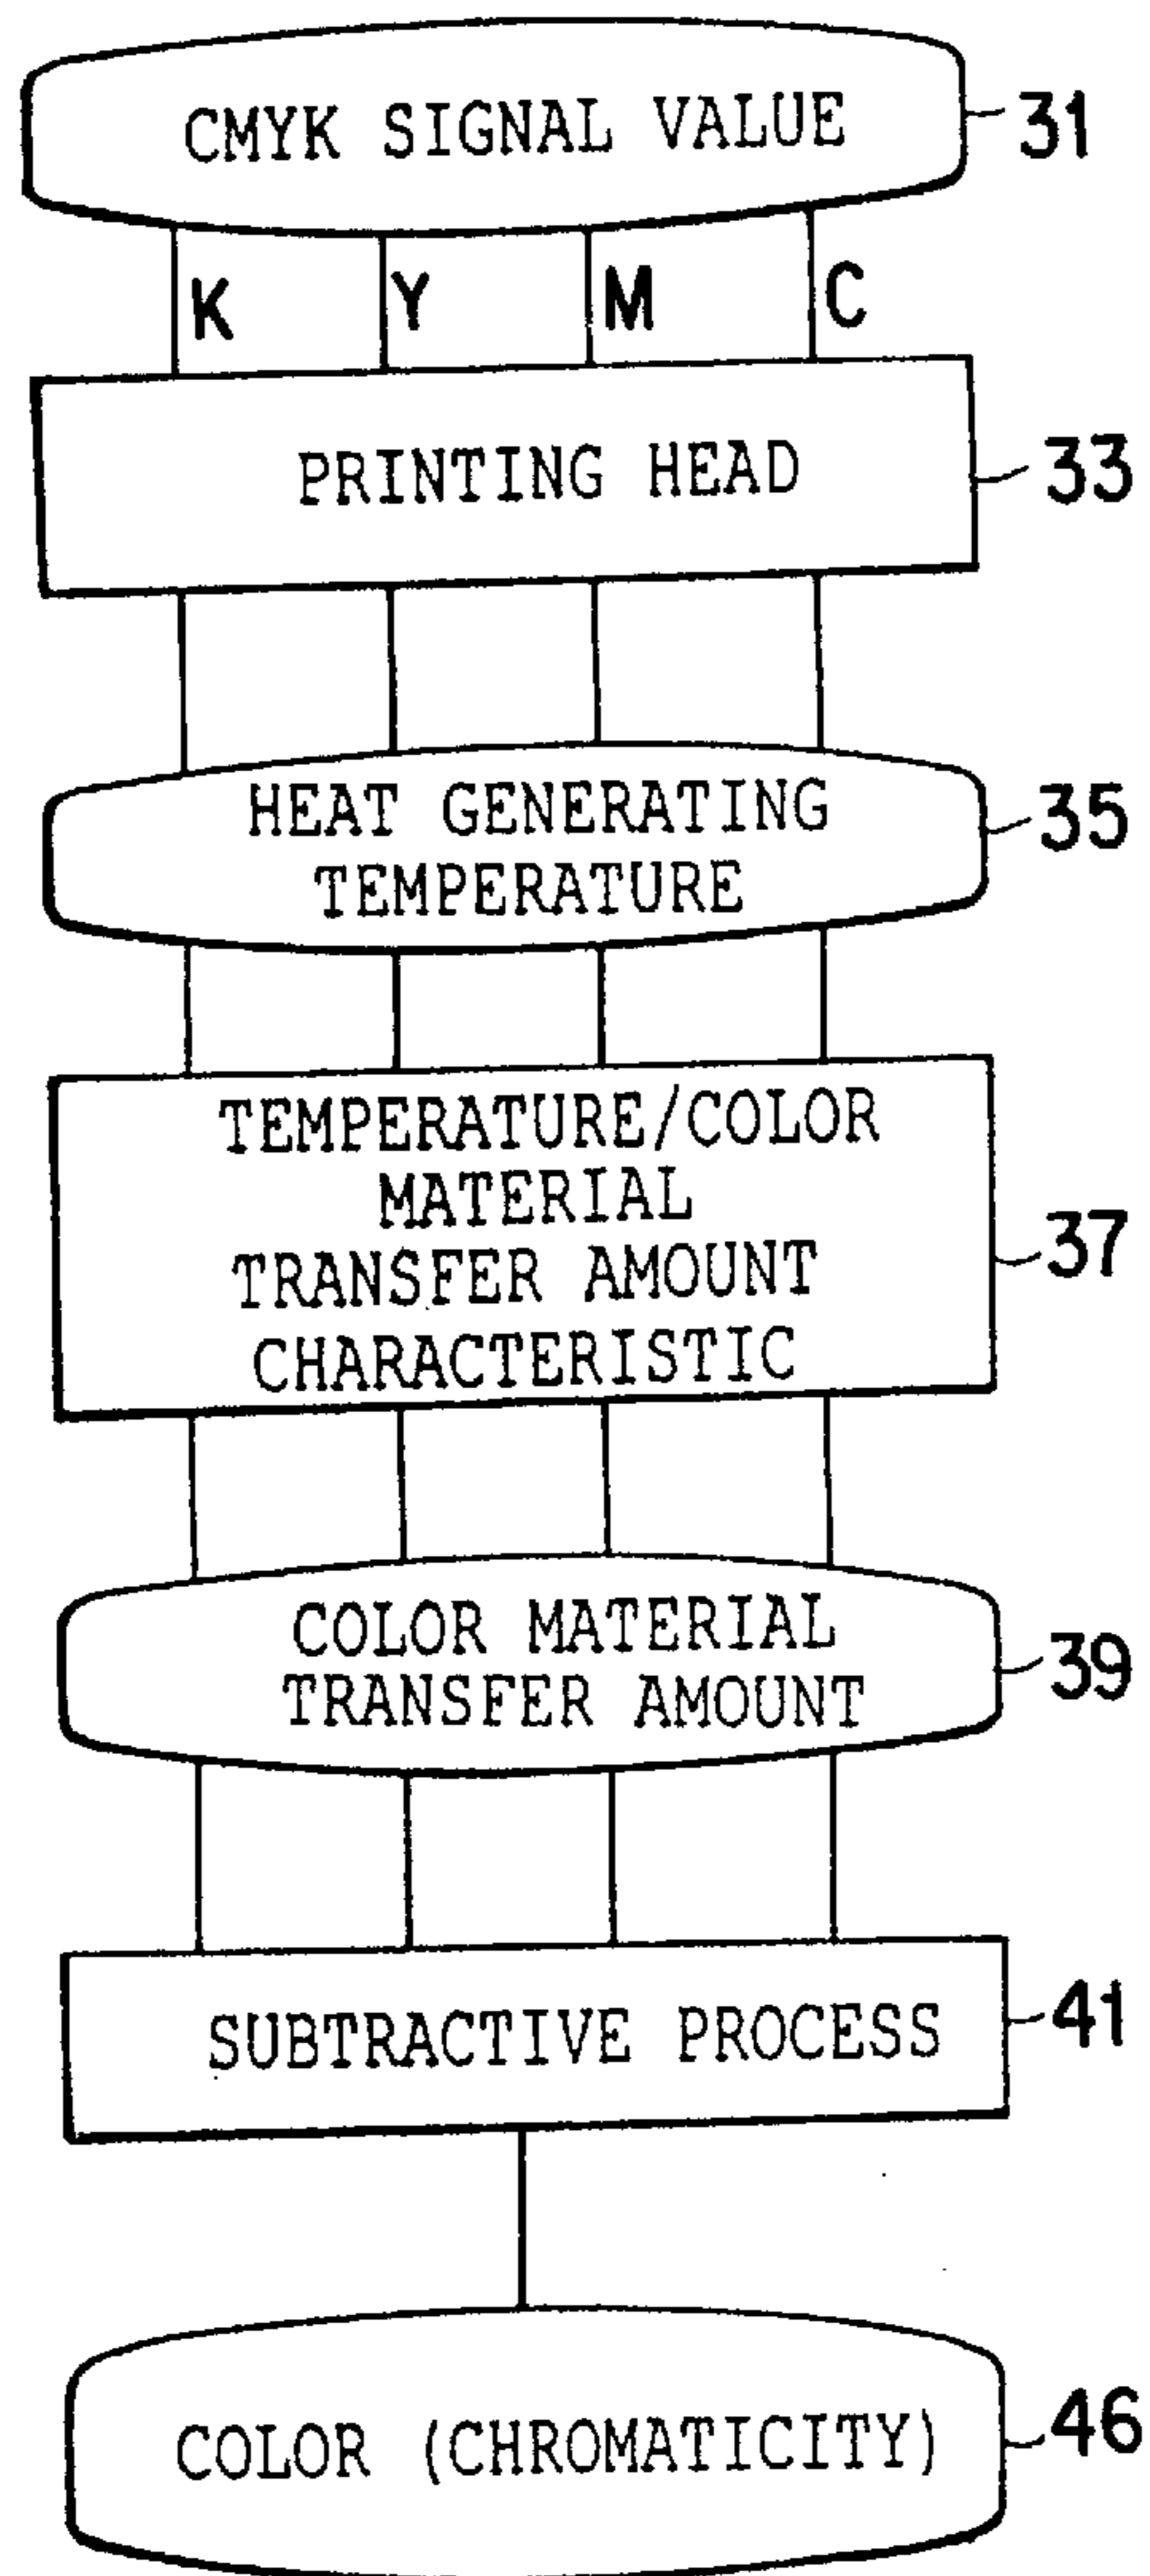 CMYK SIGNAL VALUE
31
K Y M C
PRINTING HEAD
33
HEAT GENERATING
TEMPERATURE
35
TEMPERATURE/COLOR
MATERIAL
TRANSFER AMOUNT
CHARACTERISTIC
37
COLOR MATERIAL
TRANSFER AMOUNT
39
SUBTRACTIVE PROCESS
41
COLOR (CHROMATICITY)
46